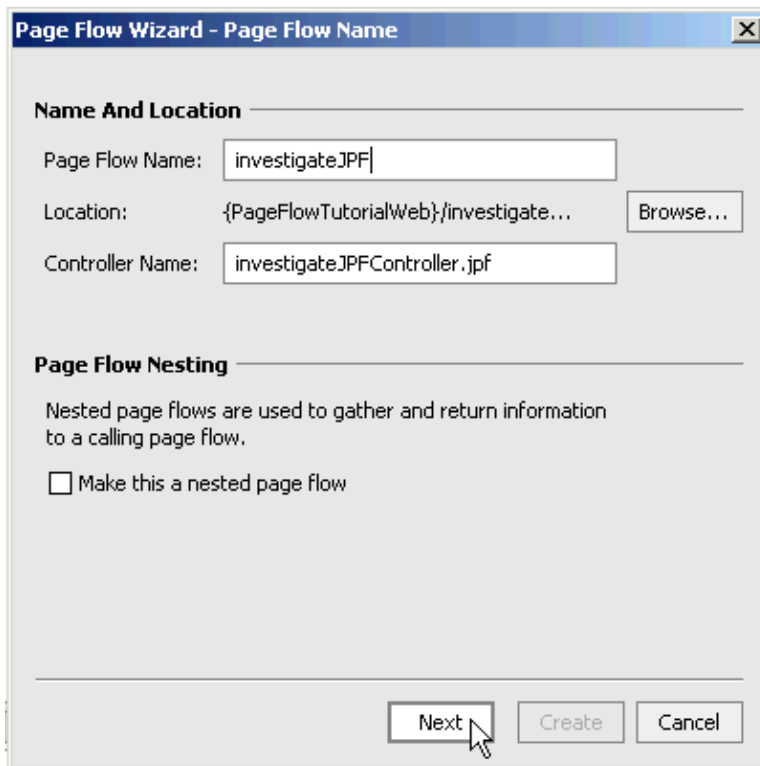 Page Flow Wizard - Page Flow Name
Name And Location
Page Flow Name: investigateJPF
Location: {PageFlowTutorialWeb}/investigate... Browse...
Controller Name: investigateJPFController.jpf
Page Flow Nesting
Nested page flows are used to gather and return information
to a calling page flow.
Make this a nested page flow
Next Create Cancel